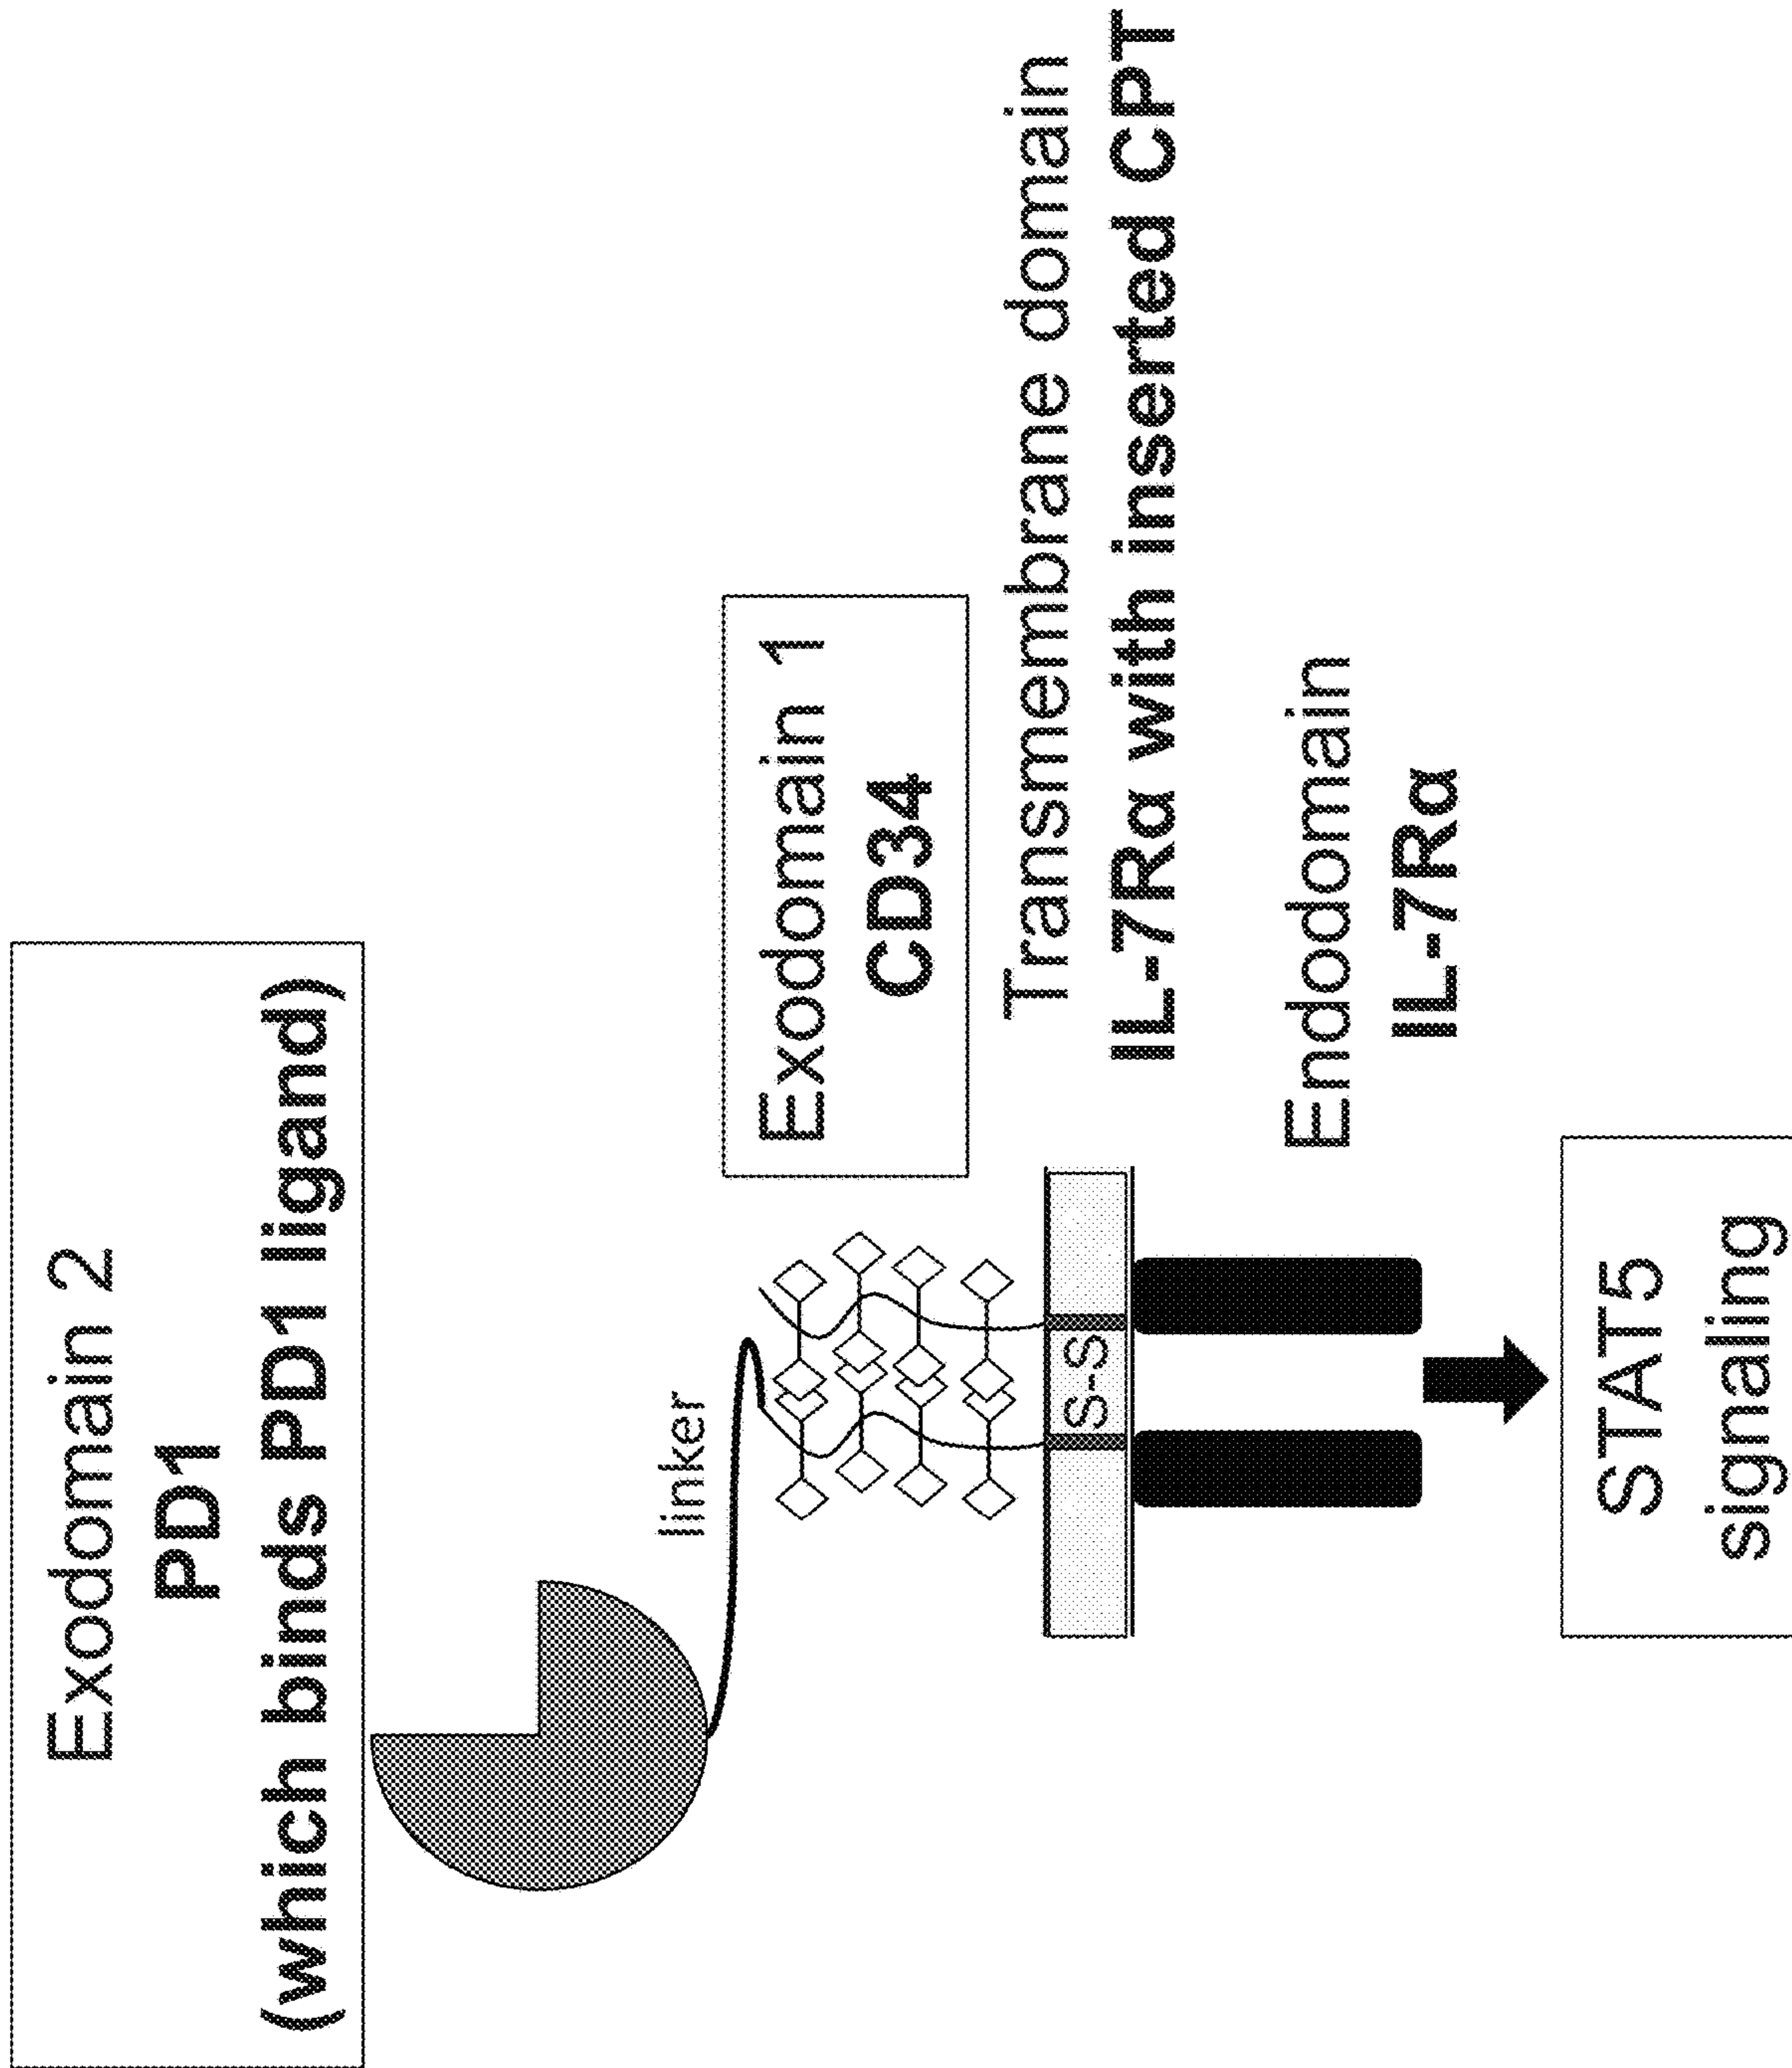 Exodomain 2
PD1
(which binds PD1 ligand)
linker
Exodomain 1
CD34
Transmembrane domain
IL-7Rα with inserted CPT
S-S
Endodomain
IL-7Rα
STAT5
signaling